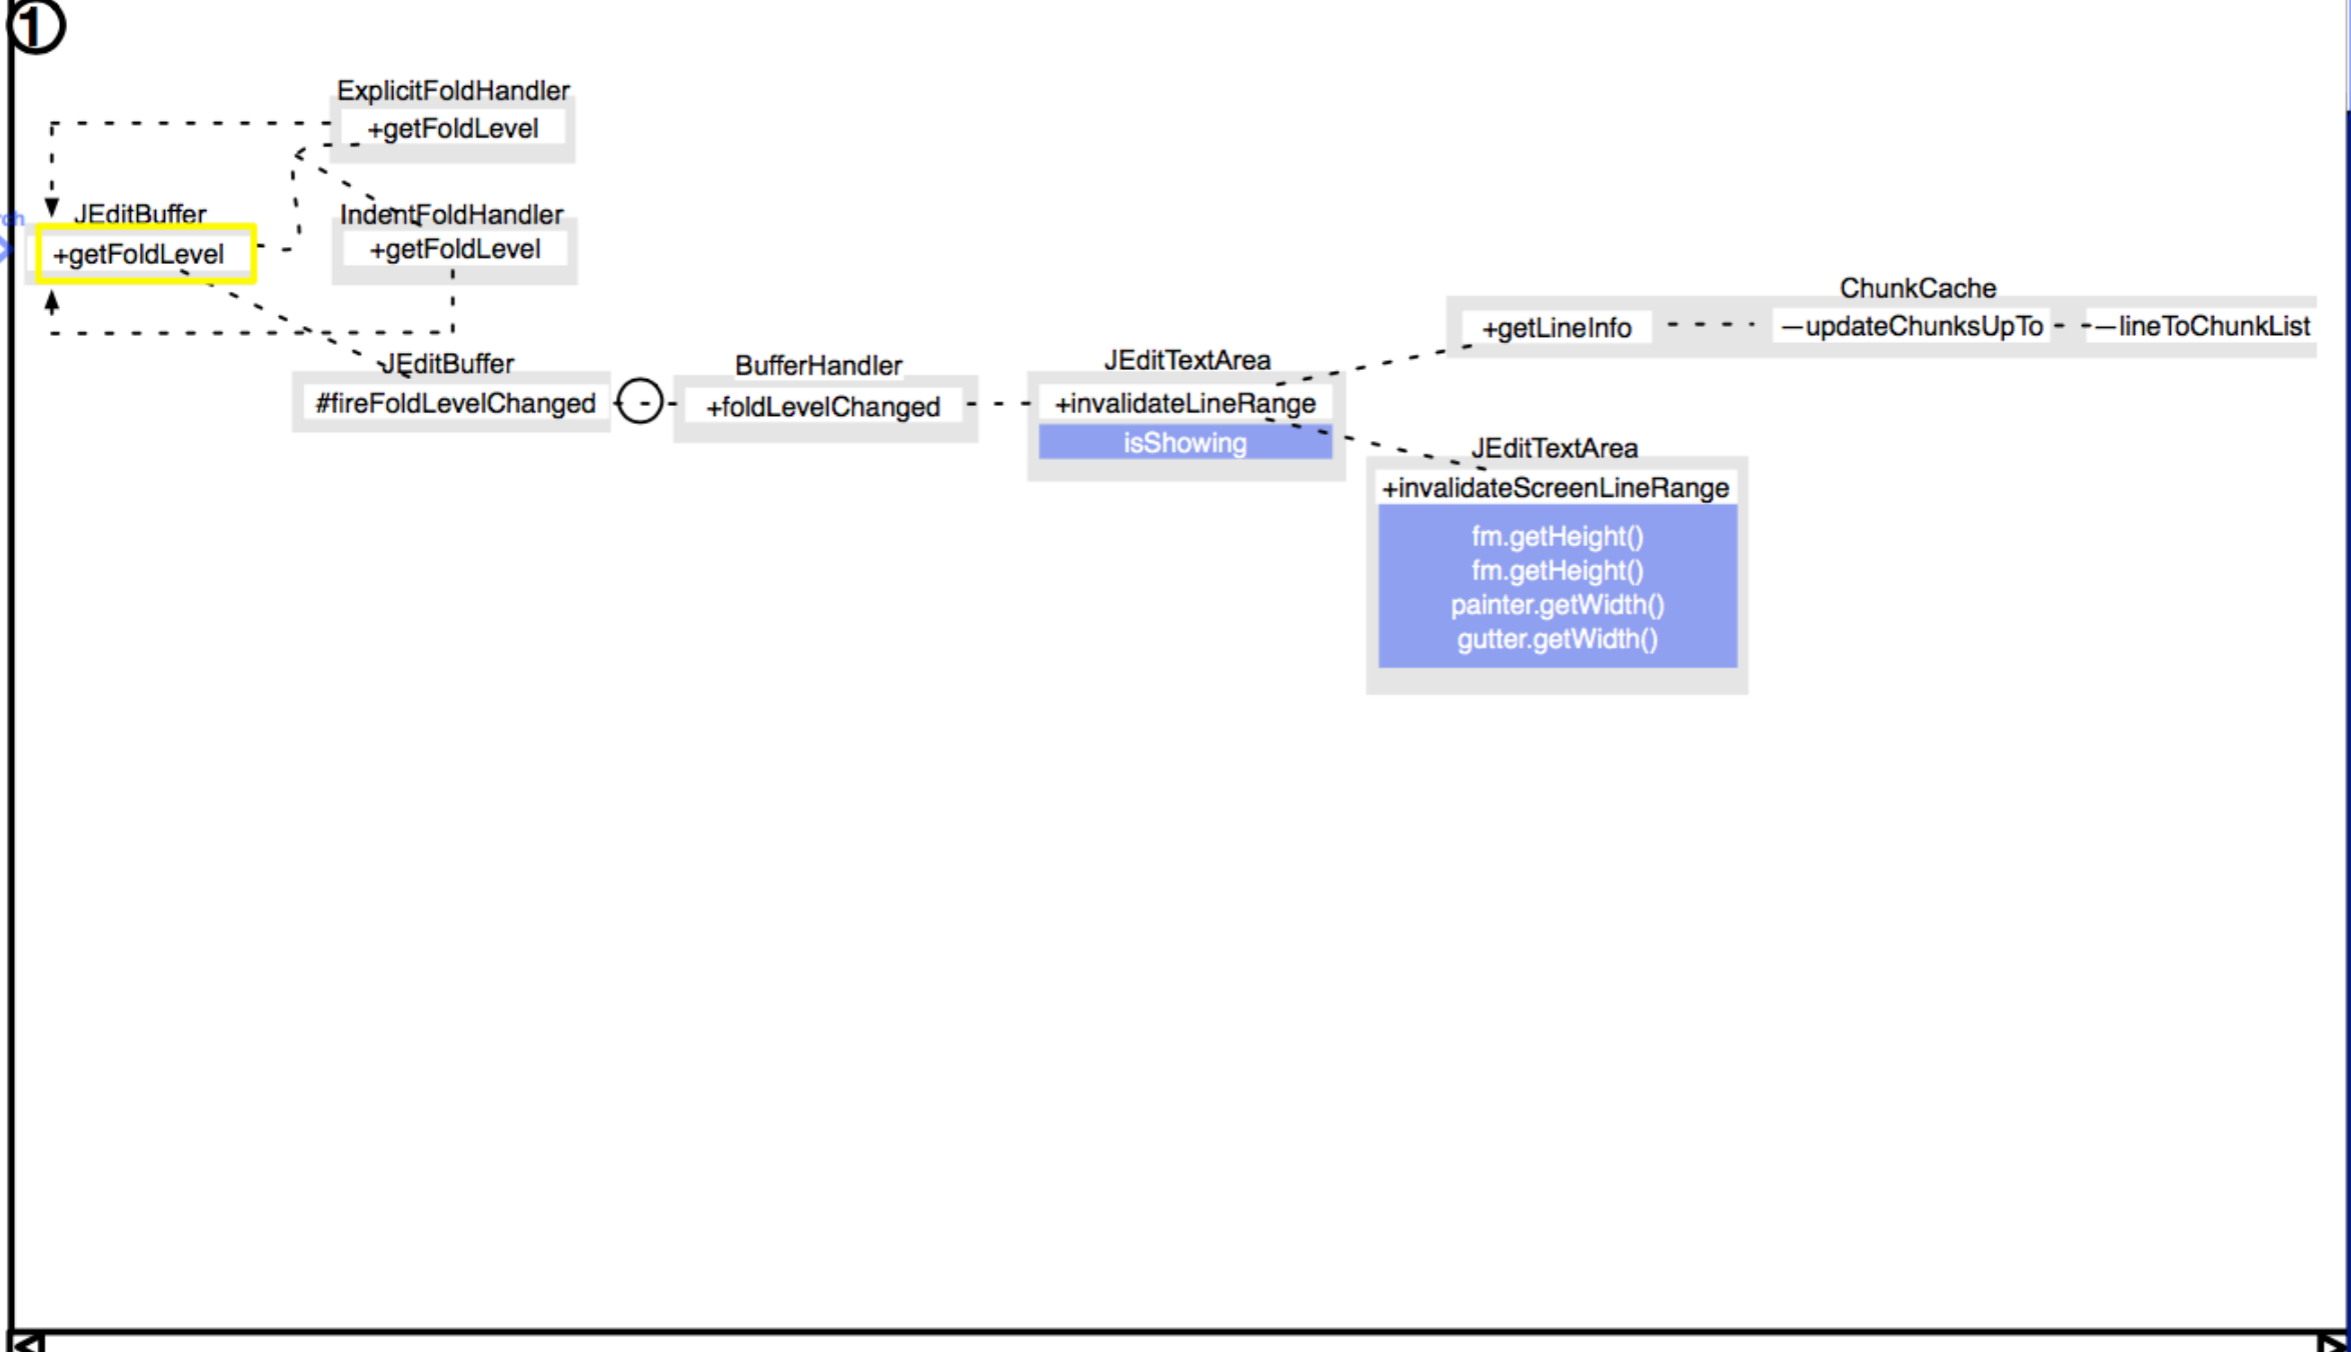 1
ExplicitFoldHandler
+getFoldLevel
rch
JEditBuffer
+getFoldLevel
IndentFoldHandler
+getFoldLevel
JEditBuffer
#fireFoldLevelChanged
BufferHandler
+foldLevelChanged
JEditTextArea
+invalidateLineRange
isShowing
ChunkCache
+getLineInfo
—updateChunksUpTo
—lineToChunkList
JEditTextArea
+invalidateScreenLineRange
fm.getHeight()
fm.getHeight()
painter.getWidth()
gutter.getWidth()